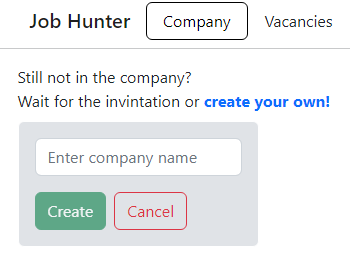 Job Hunter Company Vacancies
Still not in the company?
Wait for the invintation or create your own!
Enter company name
Create Cancel